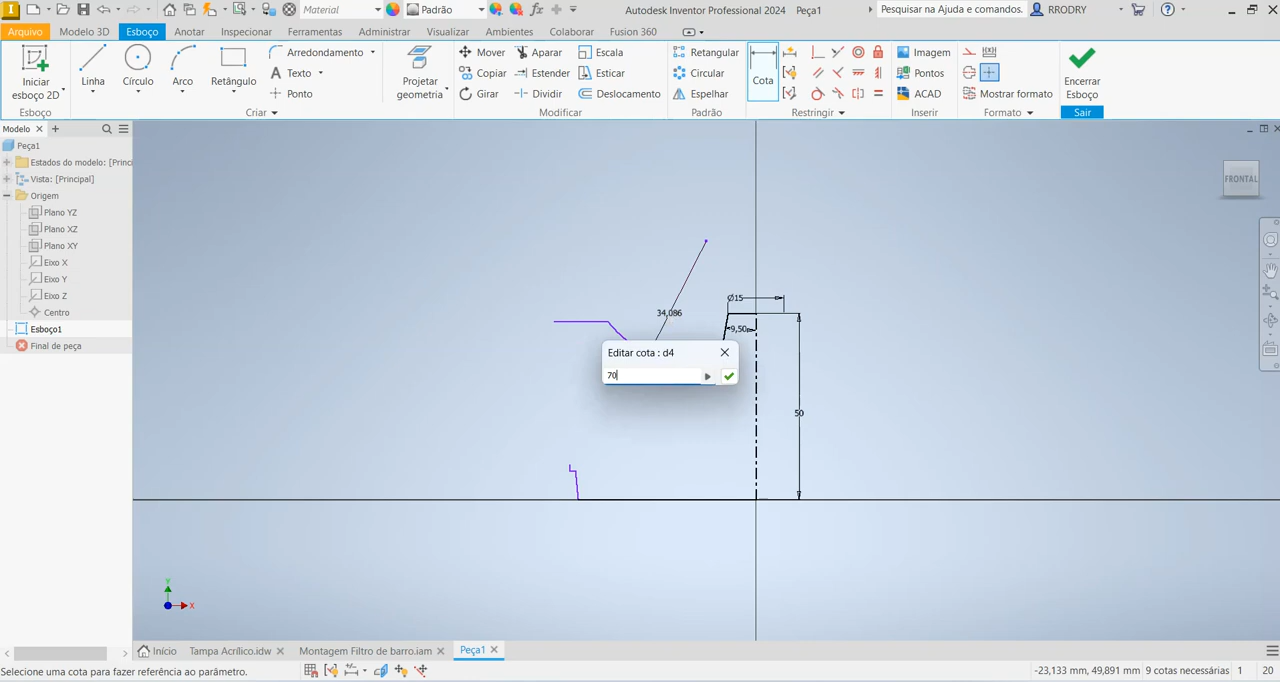 Material
Padrão
Autodesk Inventor Professional 2024
Peça1
Pesquisar na Ajuda e comandos.
RRODRY
Arquivo
Modelo 3D
Esboço
Anotar
Inspecionar
Ferramentas
Administrar
Visualizar
Ambientes
Colaborar
Fusion 360
Iniciar
esboço 2D
Esboço
Linha
Círculo
Arco
Retângulo
Arredondamento
Texto
Ponto
Criar
Projetar
geometria
Mover
Copiar
Girar
Aparar
Estender
Dividir
Escala
Esticar
Deslocamento
Modificar
Retangular
Circular
Espelhar
Padrão
Cota
Restringir
Imagem
Pontos
ACAD
Inserir
Mostrar formato
Formato
Encerrar
Esboço
Sair
Modelo
Peça1
Estados do modelo: [Princ
Vista: [Principal]
Origem
Plano YZ
Plano XZ
Plano XY
Eixo X
Eixo Y
Eixo Z
Centro
Esboço1
Final de peça
FRONTAL
34,086
Ø15
9,50
50
Editar cota : d4
70
Y
X
Início
Tampa Acrílico.idw
Montagem Filtro de barro.iam
Peça1
Selecione uma cota para fazer referência ao parâmetro.
-23,133 mm, 49,891 mm
9 cotas necessárias
1
20